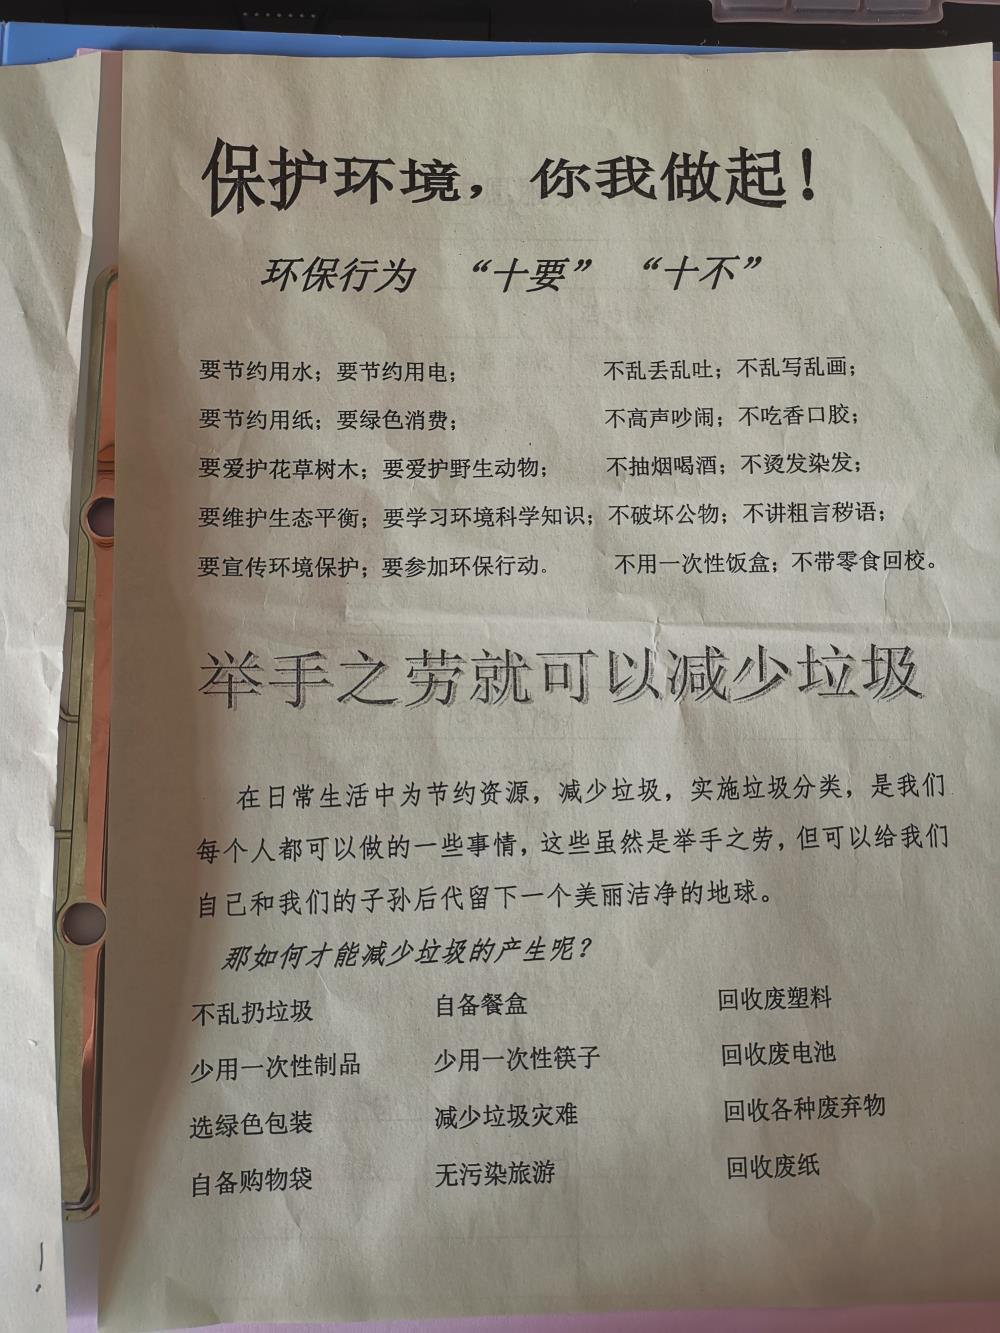 保护环境，你我做起！
环保行为 “十要” “十不”
要节约用水；要节约用电； 不乱丢乱吐；不乱写乱画；
要节约用纸；要绿色消费； 不高声吵闹；不吃香口胶；
要爱护花草树木；要爱护野生动物； 不抽烟喝酒；不烫发染发；
要维护生态平衡；要学习环境科学知识；不破坏公物；不讲粗言秽语；
要宣传环境保护；要参加环保行动。 不用一次性饭盒；不带零食回校。
举手之劳就可以减少垃圾
在日常生活中为节约资源，减少垃圾，实施垃圾分类，是我们
每个人都可以做的一些事情，这些虽然是举手之劳，但可以给我们
自己和我们的子孙后代留下一个美丽洁净的地球。
那如何才能减少垃圾的产生呢？
不乱扔垃圾 自备餐盒 回收废塑料
少用一次性制品 少用一次性筷子 回收废电池
选绿色包装 减少垃圾灾难 回收各种废弃物
自备购物袋 无污染旅游 回收废纸